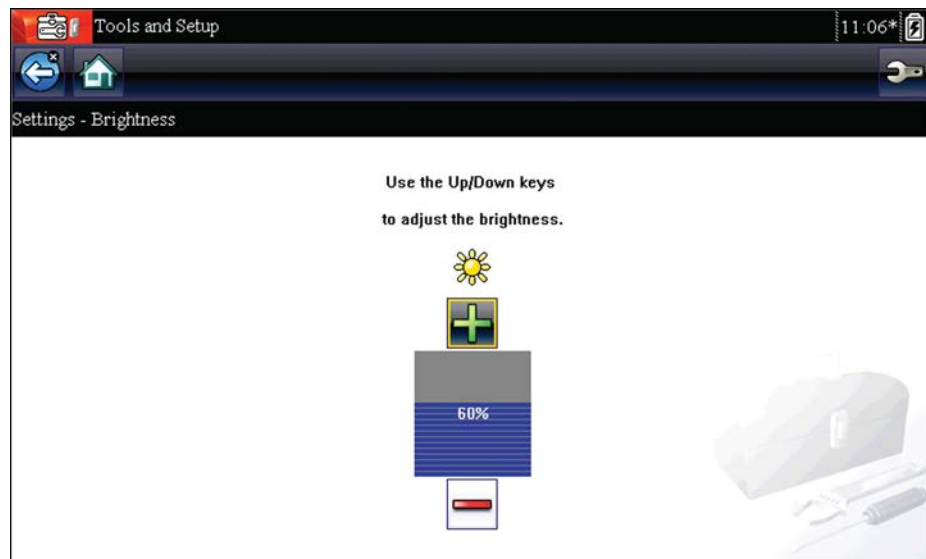 Tools and Setup
11:06*
Settings - Brightness
Use the Up/Down keys
to adjust the brightness.
60%